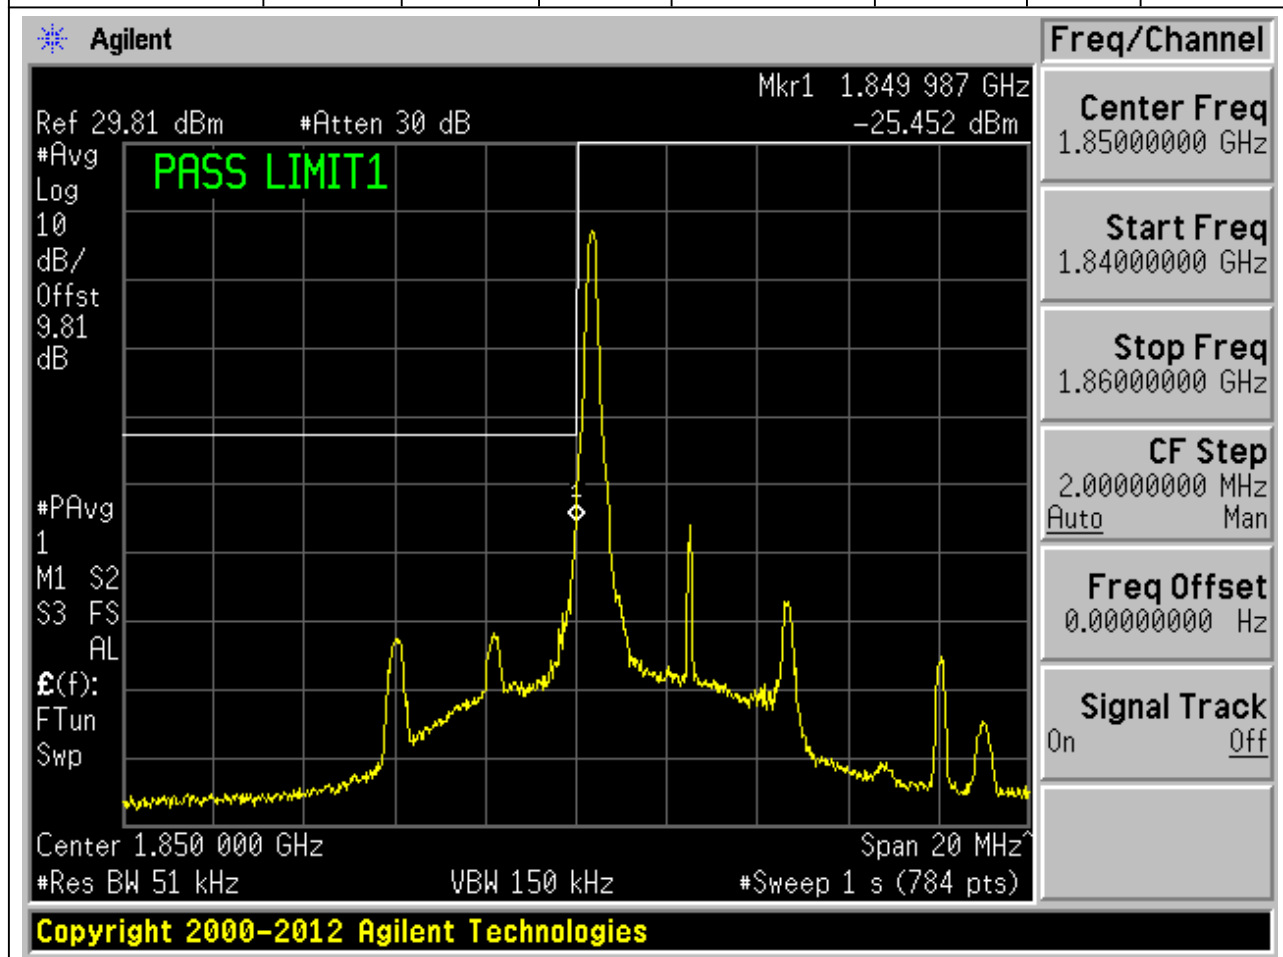 Agilent
Freq/Channel
Mkr1 1.849 987 GHz
Ref 29.81 dBm #Atten 30 dB -25.452 dBm
#Avg
Log
10
dB/
Offst
9.81
dB
PASS LIMIT1
1
#PAvg
1
M1 S2
S3 FS
AL
£(f):
FTun
Swp
Center 1.850 000 GHz Span 20 MHz^
#Res BW 51 kHz VBW 150 kHz #Sweep 1 s (784 pts)
Copyright 2000-2012 Agilent Technologies
Center Freq
1.85000000 GHz
Start Freq
1.84000000 GHz
Stop Freq
1.86000000 GHz
CF Step
2.00000000 MHz
Auto Man
Freq Offset
0.00000000 Hz
Signal Track
On Off